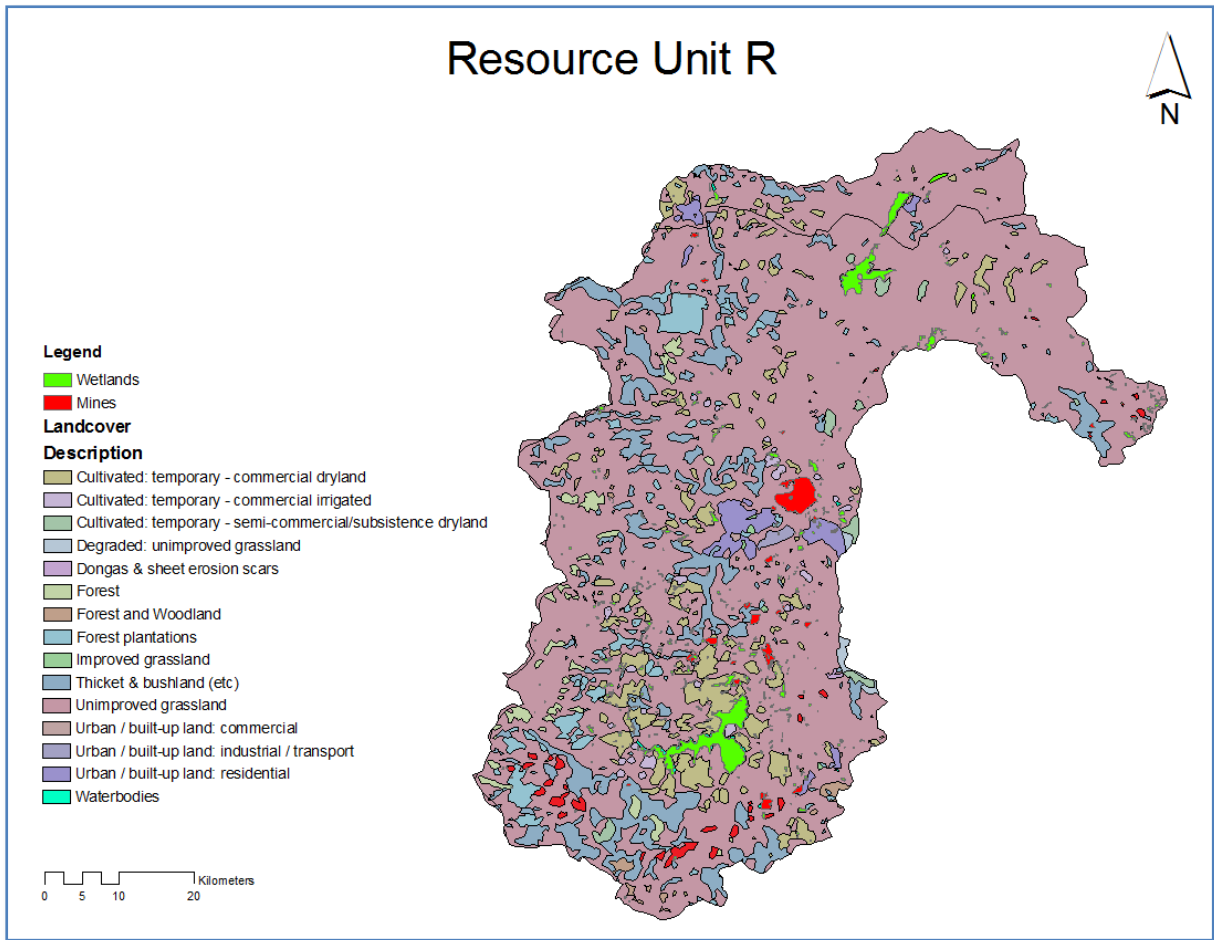 Resource Unit R
N
Legend
Wetlands
Mines
Landcover
Description
Cultivated: temporary - commercial dryland
Cultivated: temporary - commercial irrigated
Cultivated: temporary - semi-commercial/subsistence dryland
Degraded: unimproved grassland
Dongas & sheet erosion scars
Forest
Forest and Woodland
Forest plantations
Improved grassland
Thicket & bushland (etc)
Unimproved grassland
Urban / built-up land: commercial
Urban / built-up land: industrial / transport
Urban / built-up land: residential
Waterbodies
Kilometers
0 5 10 20